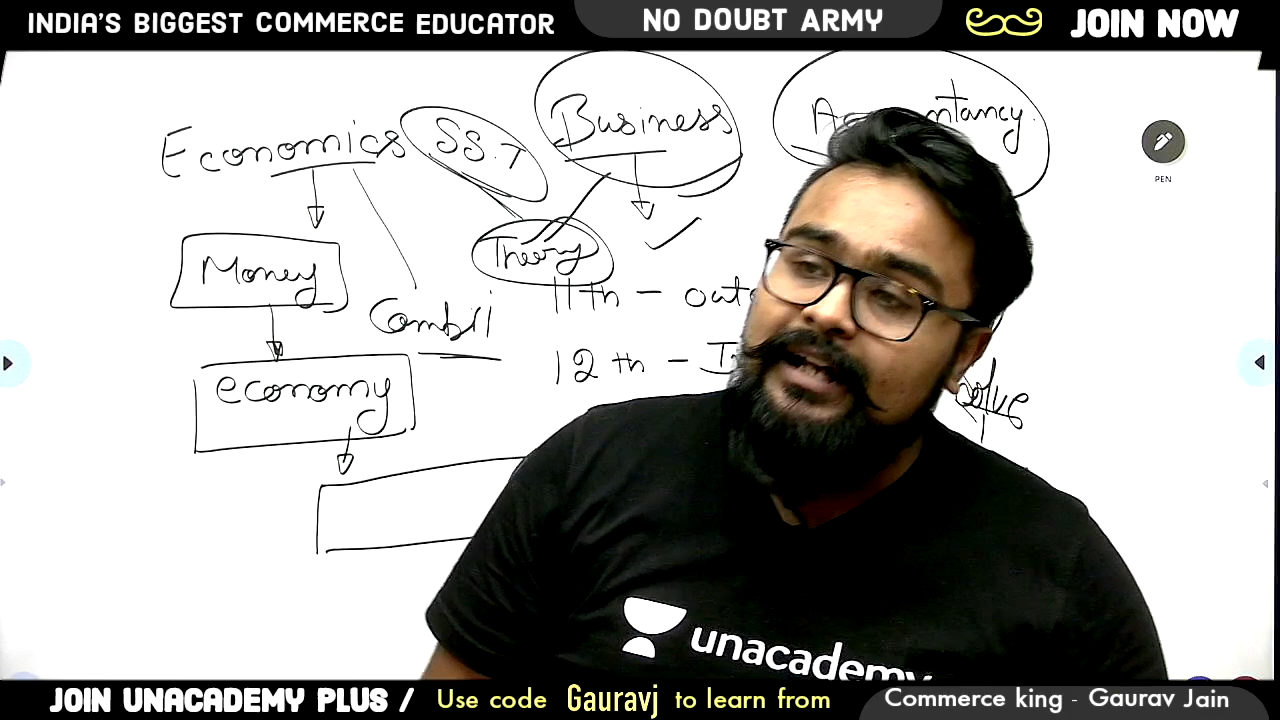 INDIA'S BIGGEST COMMERCE EDUCATOR
NO DOUBT ARMY
JOIN NOW
Economics
SS.T
Business
PEN
Theory
Money
11th -
12th -
economy
unacademy
JOIN UNACADEMY PLUS / Use code Gauravj to learn from
Commerce king - Gaurav Jain